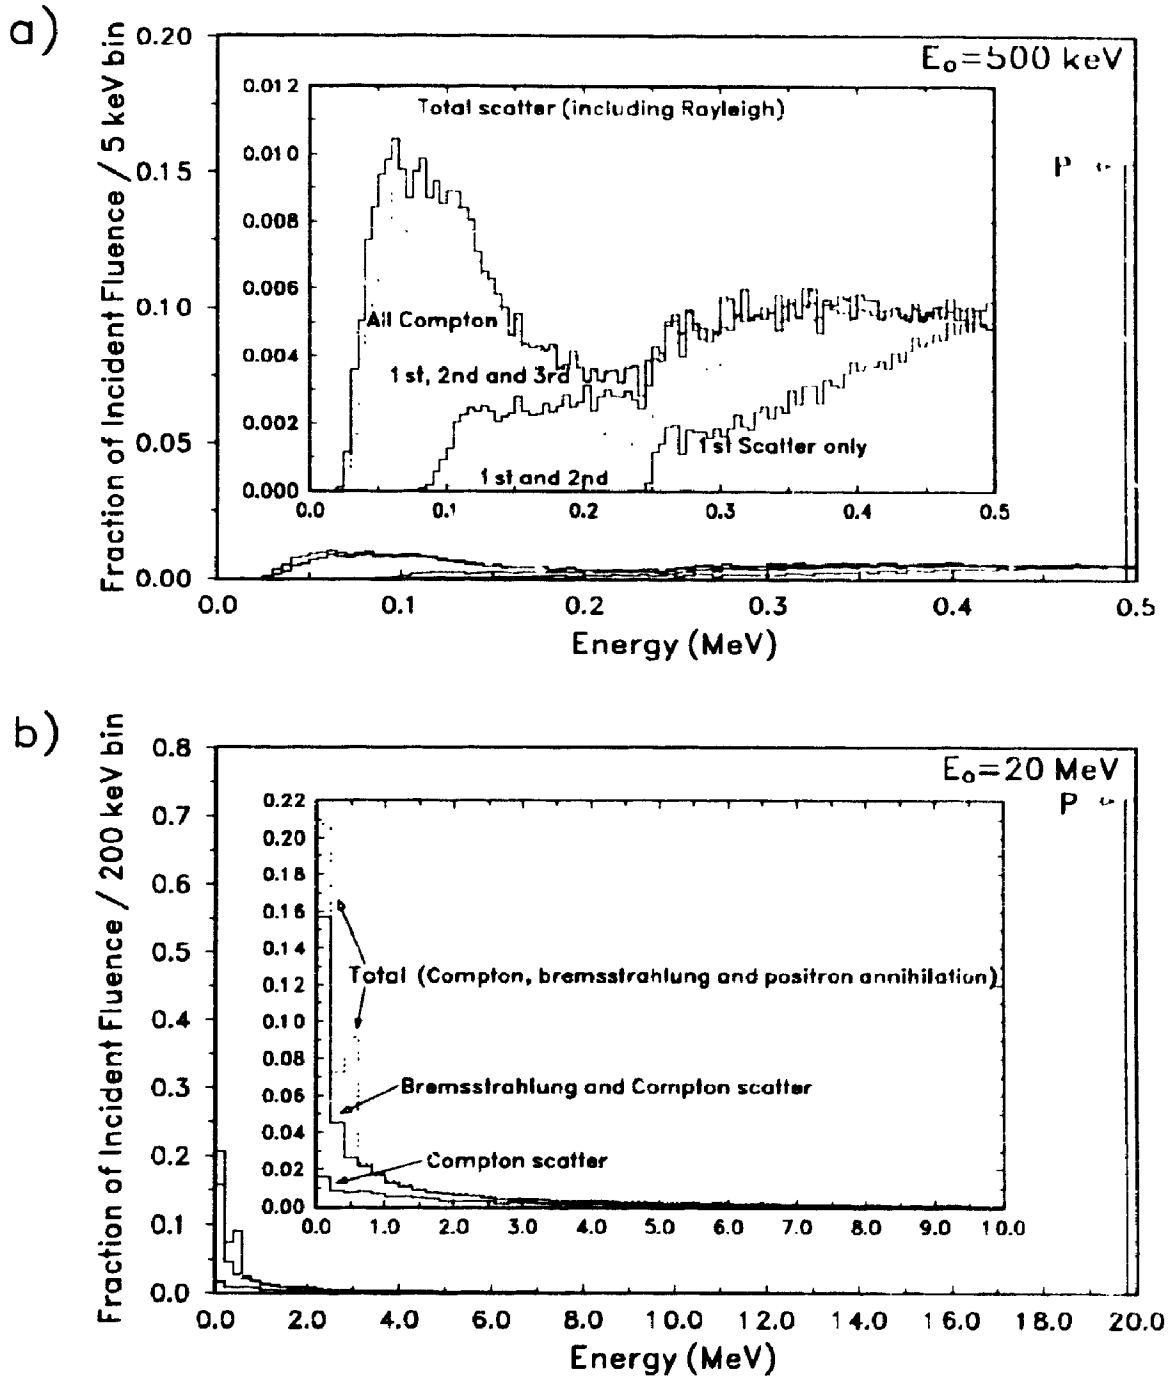 a)
Fraction of Incident Fluence / 5 keV bin
0.20
0.15
0.10
0.05
0.00
E₀=500 keV
P
0.012
0.010
0.008
0.006
0.004
0.002
0.000
Total scatter (including Rayleigh)
All Compton
1st, 2nd and 3rd
1st and 2nd
1st Scatter only
0.0 0.1 0.2 0.3 0.4 0.5
0.0 0.1 0.2 0.3 0.4 0.5
Energy (MeV)
b)
Fraction of Incident Fluence / 200 keV bin
0.8
0.7
0.6
0.5
0.4
0.3
0.2
0.1
0.0
E₀=20 MeV
P
0.22
0.20
0.18
0.16
0.14
0.12
0.10
0.08
0.06
0.04
0.02
0.00
Total (Compton, bremsstrahlung and positron annihilation)
Bremsstrahlung and Compton scatter
Compton scatter
0.0 1.0 2.0 3.0 4.0 5.0 6.0 7.0 8.0 9.0 10.0
0.0 2.0 4.0 6.0 8.0 10.0 12.0 14.0 16.0 18.0 20.0
Energy (MeV)